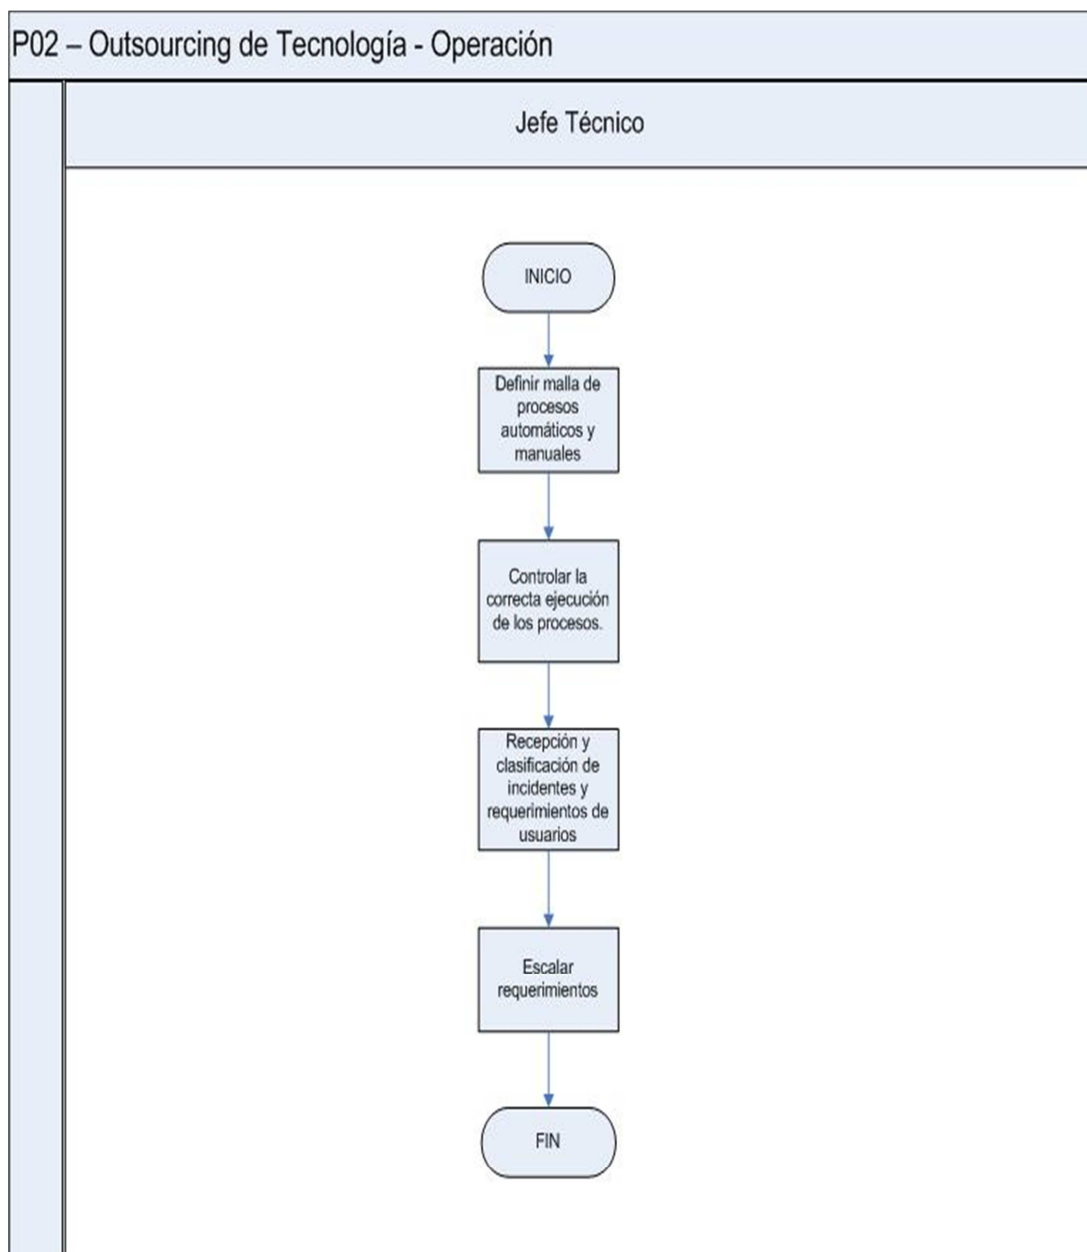 P02 – Outsourcing de Tecnología - Operación
Jefe Técnico
INICIO
Definir malla de
procesos
automáticos y
manuales
Controlar la
correcta ejecución
de los procesos.
Recepción y
clasificación de
incidentes y
requerimientos de
usuarios
Escalar
requerimientos
FIN